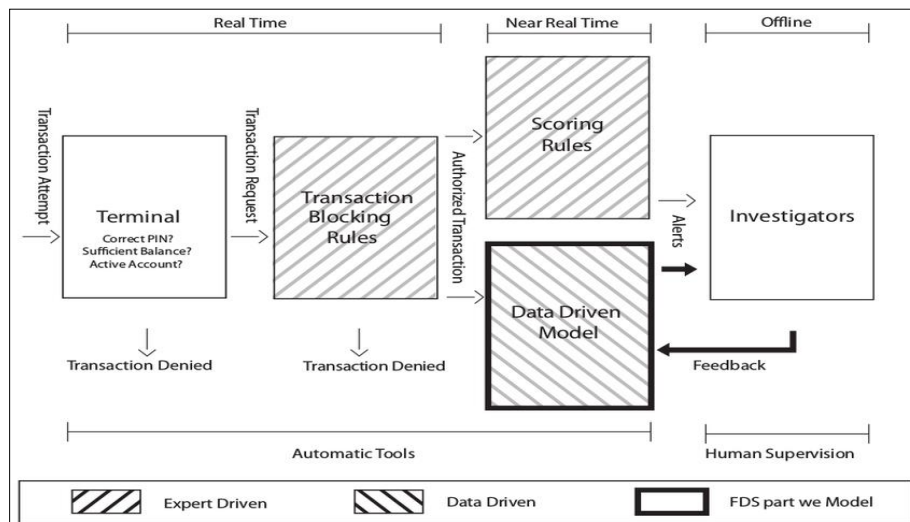 Real Time
Near Real Time
Offline
Transaction Attempt
Terminal
Correct PIN?
Sufficient Balance?
Active Account?
Transaction Request
Transaction
Blocking
Rules
Authorized Transaction
Scoring
Rules
Data Driven
Model
Alerts
Investigators
Transaction Denied
Transaction Denied
Feedback
Automatic Tools
Human Supervision
Expert Driven
Data Driven
FDS part we Model